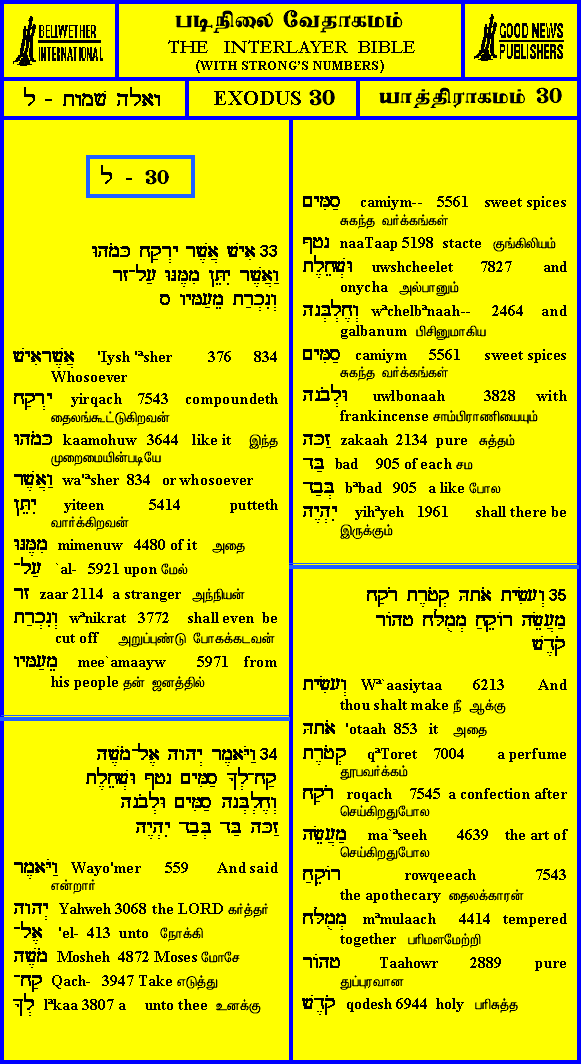 BELLWETHER
INTERNATIONAL
படிநிலை வேதாகமம்
THE INTERLAYER BIBLE
(WITH STRONG'S NUMBERS)
GOOD NEWS
PUBLISHERS
ואלה שמות - ל
EXODUS 30
யாத்திராகமம் 30
ל - 30
33 אִישׁ אֲשֶׁר יִרְקַח כָּמֹהוּ
וַאֲשֶׁר יִתֵּן מִמֶּנּוּ עַל־זָר
וְנִכְרַת מֵעַמָּיו ס
אֲשֶׁראִישׁ 'Iysh 'ªsher 376 834
Whosoever
יִרְקַח yirqach 7543 compoundeth
தைலங்கூட்டுகிறவன்
כָּמֹהוּ kaamohuw 3644 like it இந்த
முறைமையின்படியே
וַאֲשֶׁר wa'ªsher 834 or whosoever
יִתֵּן yiteen 5414 putteth
வார்க்கிறவன்
מִמֶּנּוּ mimenuw 4480 of it அதை
עַל־ `al- 5921 upon மேல்
זָר zaar 2114 a stranger அந்நியன்
וְנִכְרַת wªnikrat 3772 shall even be
cut off அறுப்புண்டு போகக்கடவன்
מֵעַמָּיו mee`amaayw 5971 from
his people தன் ஜனத்தில்
34 וַיֹּאמֶר יְהוָה אֶל־מֹשֶׁה
קַח־לְךָ סַמִּים נָטָף וּשְׁחֵלֶת
וְחֶלְבְּנָה סַמִּים וּלְבֹנָה
זַכָּה בַּד בְּבַד יִהְיֶה
וַיֹּאמֶר Wayo'mer 559 And said
என்றார்
יְהוָה Yahweh 3068 the LORD கர்த்தர்
אֶל־ 'el- 413 unto நோக்கி
מֹשֶׁה Mosheh 4872 Moses மோசே
קַח־ Qach- 3947 Take எடுத்து
לְךָ lªkaa 3807 a unto thee உனக்கு
סַמִּים camiym-- 5561 sweet spices
சுகந்த வர்க்கங்கள்
נָטָף naaTaap 5198 stacte குங்கிலியம்
וּשְׁחֵלֶת uwshcheelet 7827 and
onycha அல்பானும்
וְחֶלְבְּנָה wªchelbªnaah-- 2464 and
galbanum பிசினுமாகிய
סַמִּים camiym 5561 sweet spices
சுகந்த வர்க்கங்கள்
וּלְבֹנָה uwlbonaah 3828 with
frankincense சாம்பிராணியையும்
זַכָּה zakaah 2134 pure சுத்தம்
בַּד bad 905 of each சம
בְּבַד bªbad 905 a like போல
יִהְיֶה yihªyeh 1961 shall there be
இருக்கும்
35 וְעָשִׂיתָ אֹתָהּ קְטֹרֶת רֹקַח
מַעֲשֵׂה רוֹקֵחַ מְמֻלָּח טָהוֹר
קֹדֶשׁ
וְעָשִׂיתָ Wª`aasiytaa 6213 And
thou shalt make நீ ஆக்கு
אֹתָהּ 'otaah 853 it அதை
קְטֹרֶת qªToret 7004 a perfume
தூபவர்க்கம்
רֹקַח roqach 7545 a confection after
செய்கிறதுபோல
מַעֲשֵׂה ma`ªseeh 4639 the art of
செய்கிறதுபோல
רוֹקֵחַ rowqeeach 7543
the apothecary தைலக்காரன்
מְמֻלָּח mªmulaach 4414 tempered
together பரிமளமேற்றி
טָהוֹר Taahowr 2889 pure
துப்புரவான
קֹדֶשׁ qodesh 6944 holy பரிசுத்த